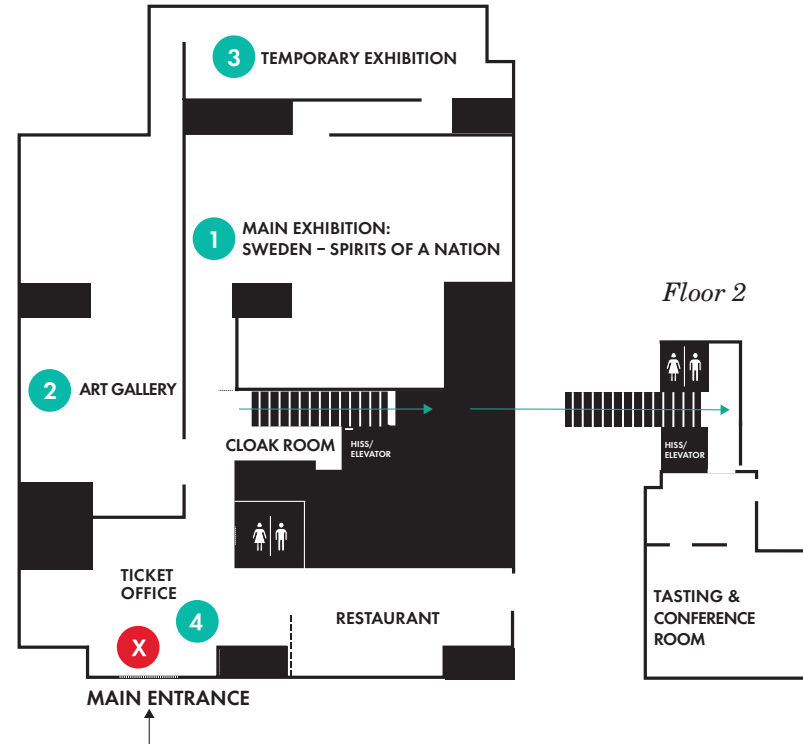 3 TEMPORARY EXHIBITION
1 MAIN EXHIBITION:
SWEDEN – SPIRITS OF A NATION
Floor 2
2 ART GALLERY
CLOAK ROOM
HISS/
ELEVATOR
HISS/
ELEVATOR
TICKET
OFFICE
4
X
RESTAURANT
TASTING &
CONFERENCE
ROOM
MAIN ENTRANCE